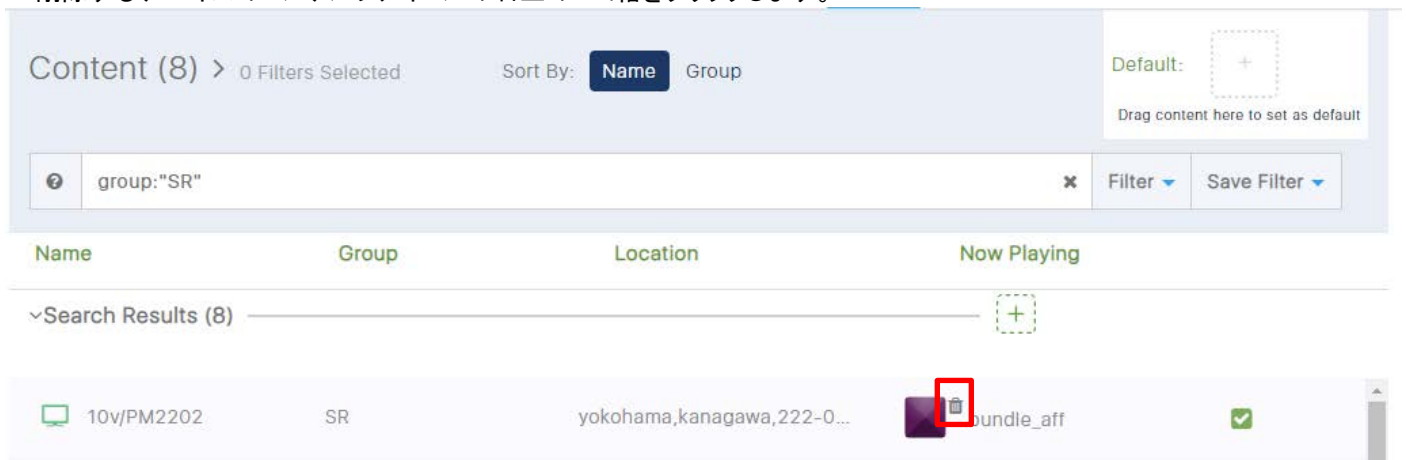 Content (8) > 0 Filters Selected
Sort By: Name Group
Default: +
Drag content here to set as default
group:"SR"
Filter
Save Filter
Name Group Location Now Playing
Search Results (8)
+
10v/PM2202 SR yokohama,kanagawa,222-0... bundle_aff